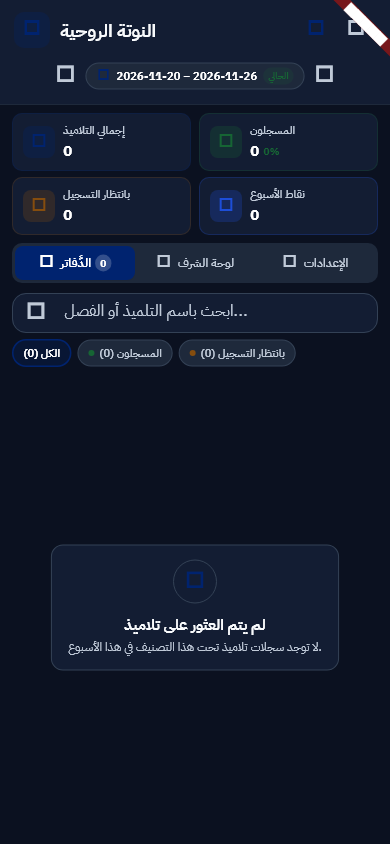 النوتة الروحية
2026-11-20 – 2026-11-26 الحالي
إجمالي التلاميذ
0
المسجلون
0 0%
بانتظار التسجيل
0
نقاط الأسبوع
0
الدَّفاتر 0
لوحة الشرف
الإعدادات
ابحث باسم التلميذ أو الفصل...
الكل (0)
المسجلون (0)
بانتظار التسجيل (0)
لم يتم العثور على تلاميذ
لا توجد سجلات تلاميذ تحت هذا التصنيف في هذا الأسبوع.